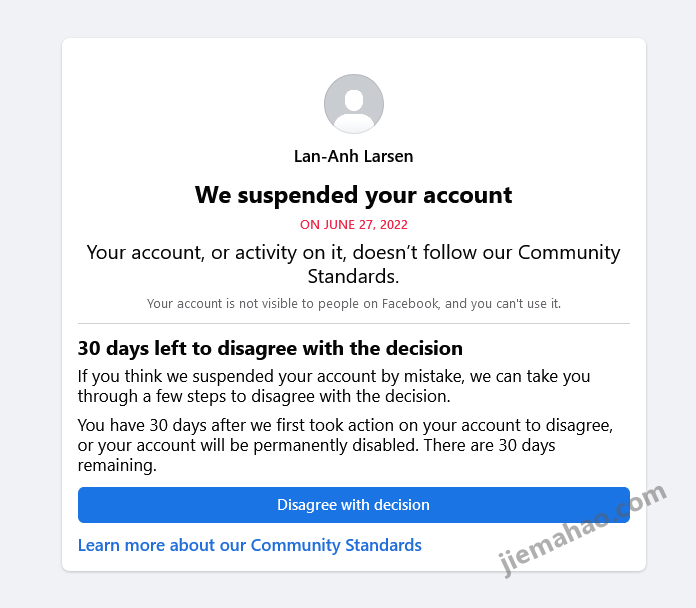 Lan-Anh Larsen
We suspended your account
ON JUNE 27, 2022
Your account, or activity on it, doesn’t follow our Community
Standards.
Your account is not visible to people on Facebook, and you can't use it.
30 days left to disagree with the decision
If you think we suspended your account by mistake, we can take you
through a few steps to disagree with the decision.
You have 30 days after we first took action on your account to disagree,
or your account will be permanently disabled. There are 30 days
remaining.
Disagree with decision
Learn more about our Community Standards
jiemahao.com